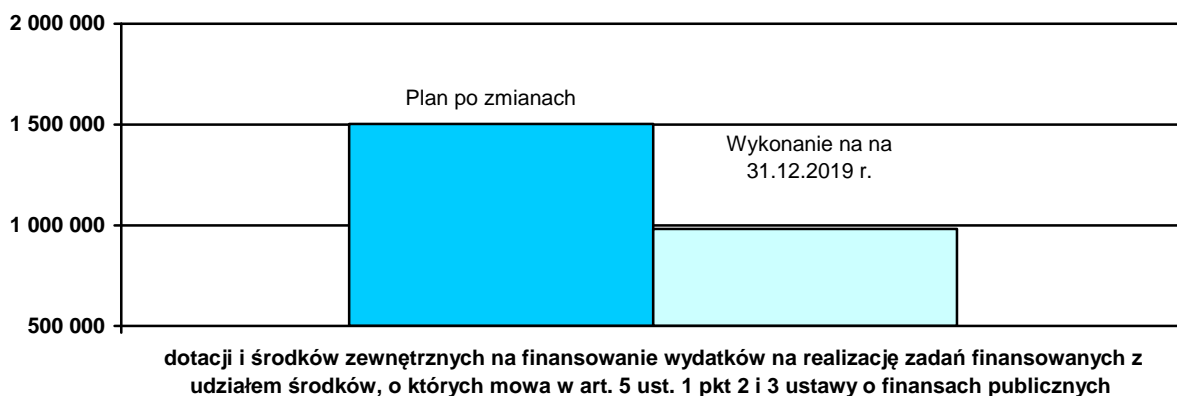 2 000 000
Plan po zmianach
1 500 000
Wykonanie na na
31.12.2019 r.
1 000 000
500 000
dotacji i środków zewnętrznych na finansowanie wydatków na realizację zadań finansowanych z
udziałem środków, o których mowa w art. 5 ust. 1 pkt 2 i 3 ustawy o finansach publicznych